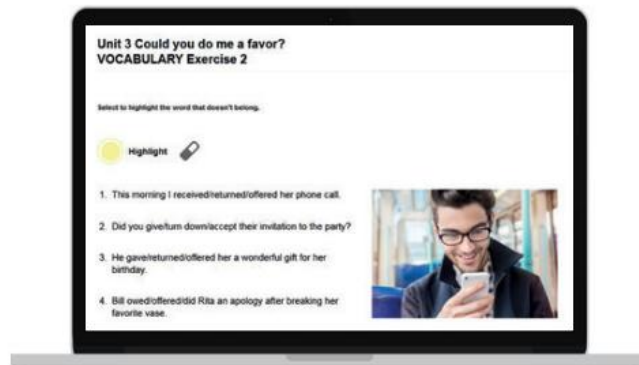 Unit 3 Could you do me a favor?
VOCABULARY Exercise 2
Select to highlight the word that doesn't belong.
Highlight
1. This morning I received/returned/offered her phone call.
2. Did you give/turn down/accept their invitation to the party?
3. He gave/returned/offered her a wonderful gift for her
birthday.
4. Bill owed/offered/did Rita an apology after breaking her
favorite vase.